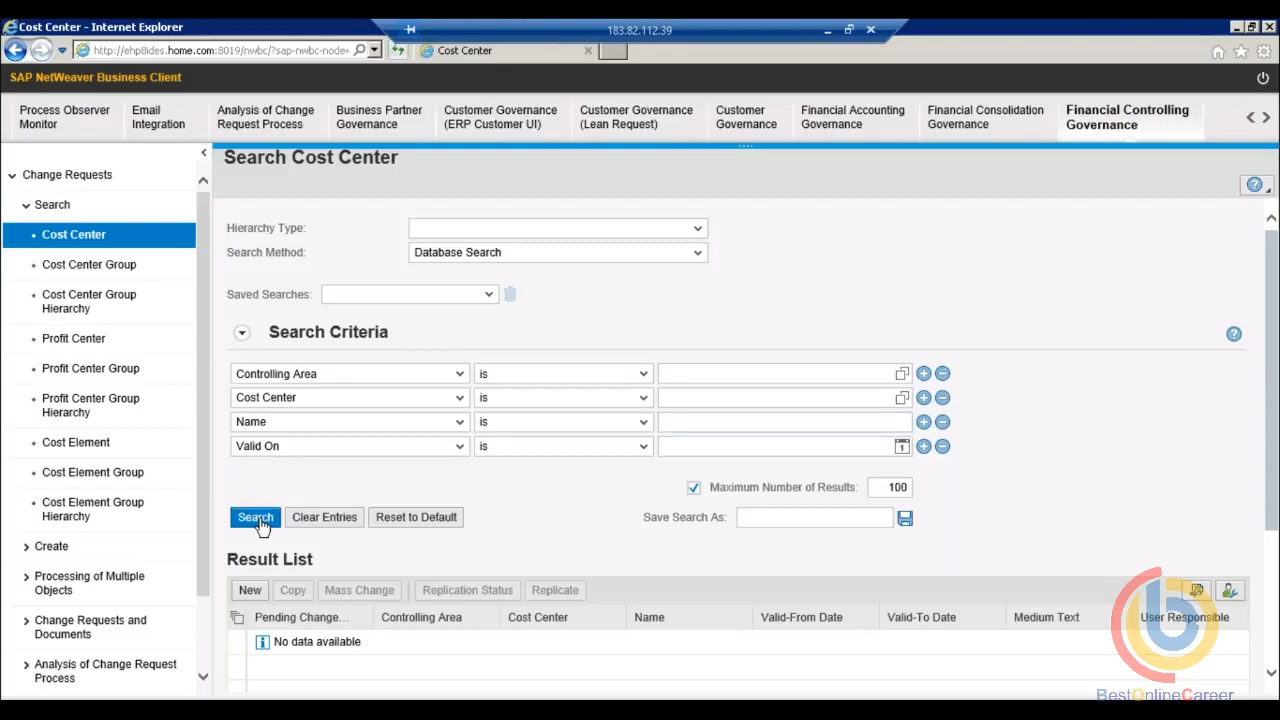 Cost Center - Internet Explorer
183.82.112.39
http://ehp8ides.home.com:8019/nwbc/?sap-nwbc-node=
Cost Center
SAP NetWeaver Business Client
Process Observer Monitor
Email Integration
Analysis of Change Request Process
Business Partner Governance
Customer Governance (ERP Customer UI)
Customer Governance (Lean Request)
Customer Governance
Financial Accounting Governance
Financial Consolidation Governance
Financial Controlling Governance
Change Requests
Search
Cost Center
Cost Center Group
Cost Center Group
Hierarchy
Profit Center
Profit Center Group
Profit Center Group
Hierarchy
Cost Element
Cost Element Group
Cost Element Group
Hierarchy
Create
Processing of Multiple
Objects
Change Requests and
Documents
Analysis of Change Request
Process
Search Cost Center
Hierarchy Type:
Search Method: Database Search
Saved Searches:
Search Criteria
Controlling Area is
Cost Center is
Name is
Valid On is
1
Maximum Number of Results: 100
Search Clear Entries Reset to Default Save Search As:
Result List
New Copy Mass Change Replication Status Replicate
Pending Change... Controlling Area Cost Center Name Valid-From Date Valid-To Date Medium Text User Responsible
No data available
b
BestOnlineCareer